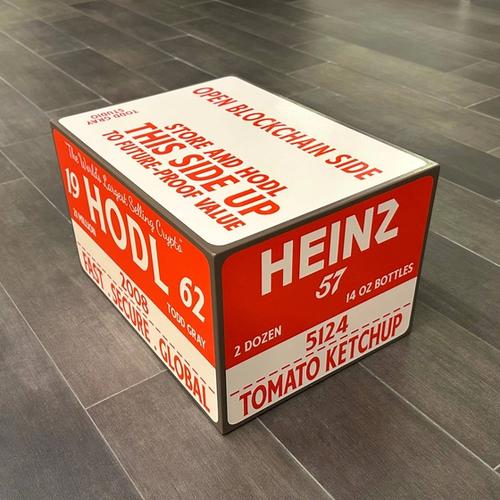 OPEN BLOCKCHAIN SIDE
STORE AND HODL
THIS SIDE UP
TO FUTURE-PROOF VALUE
TODD GRAY
STUDIO
The World's Largest Selling Crypto
19 HODL 62
21 MILLION
TODD GRAY
2008
FAST . SECURE . GLOBAL
HEINZ
57
2 DOZEN
14 OZ BOTTLES
5124
TOMATO KETCHUP